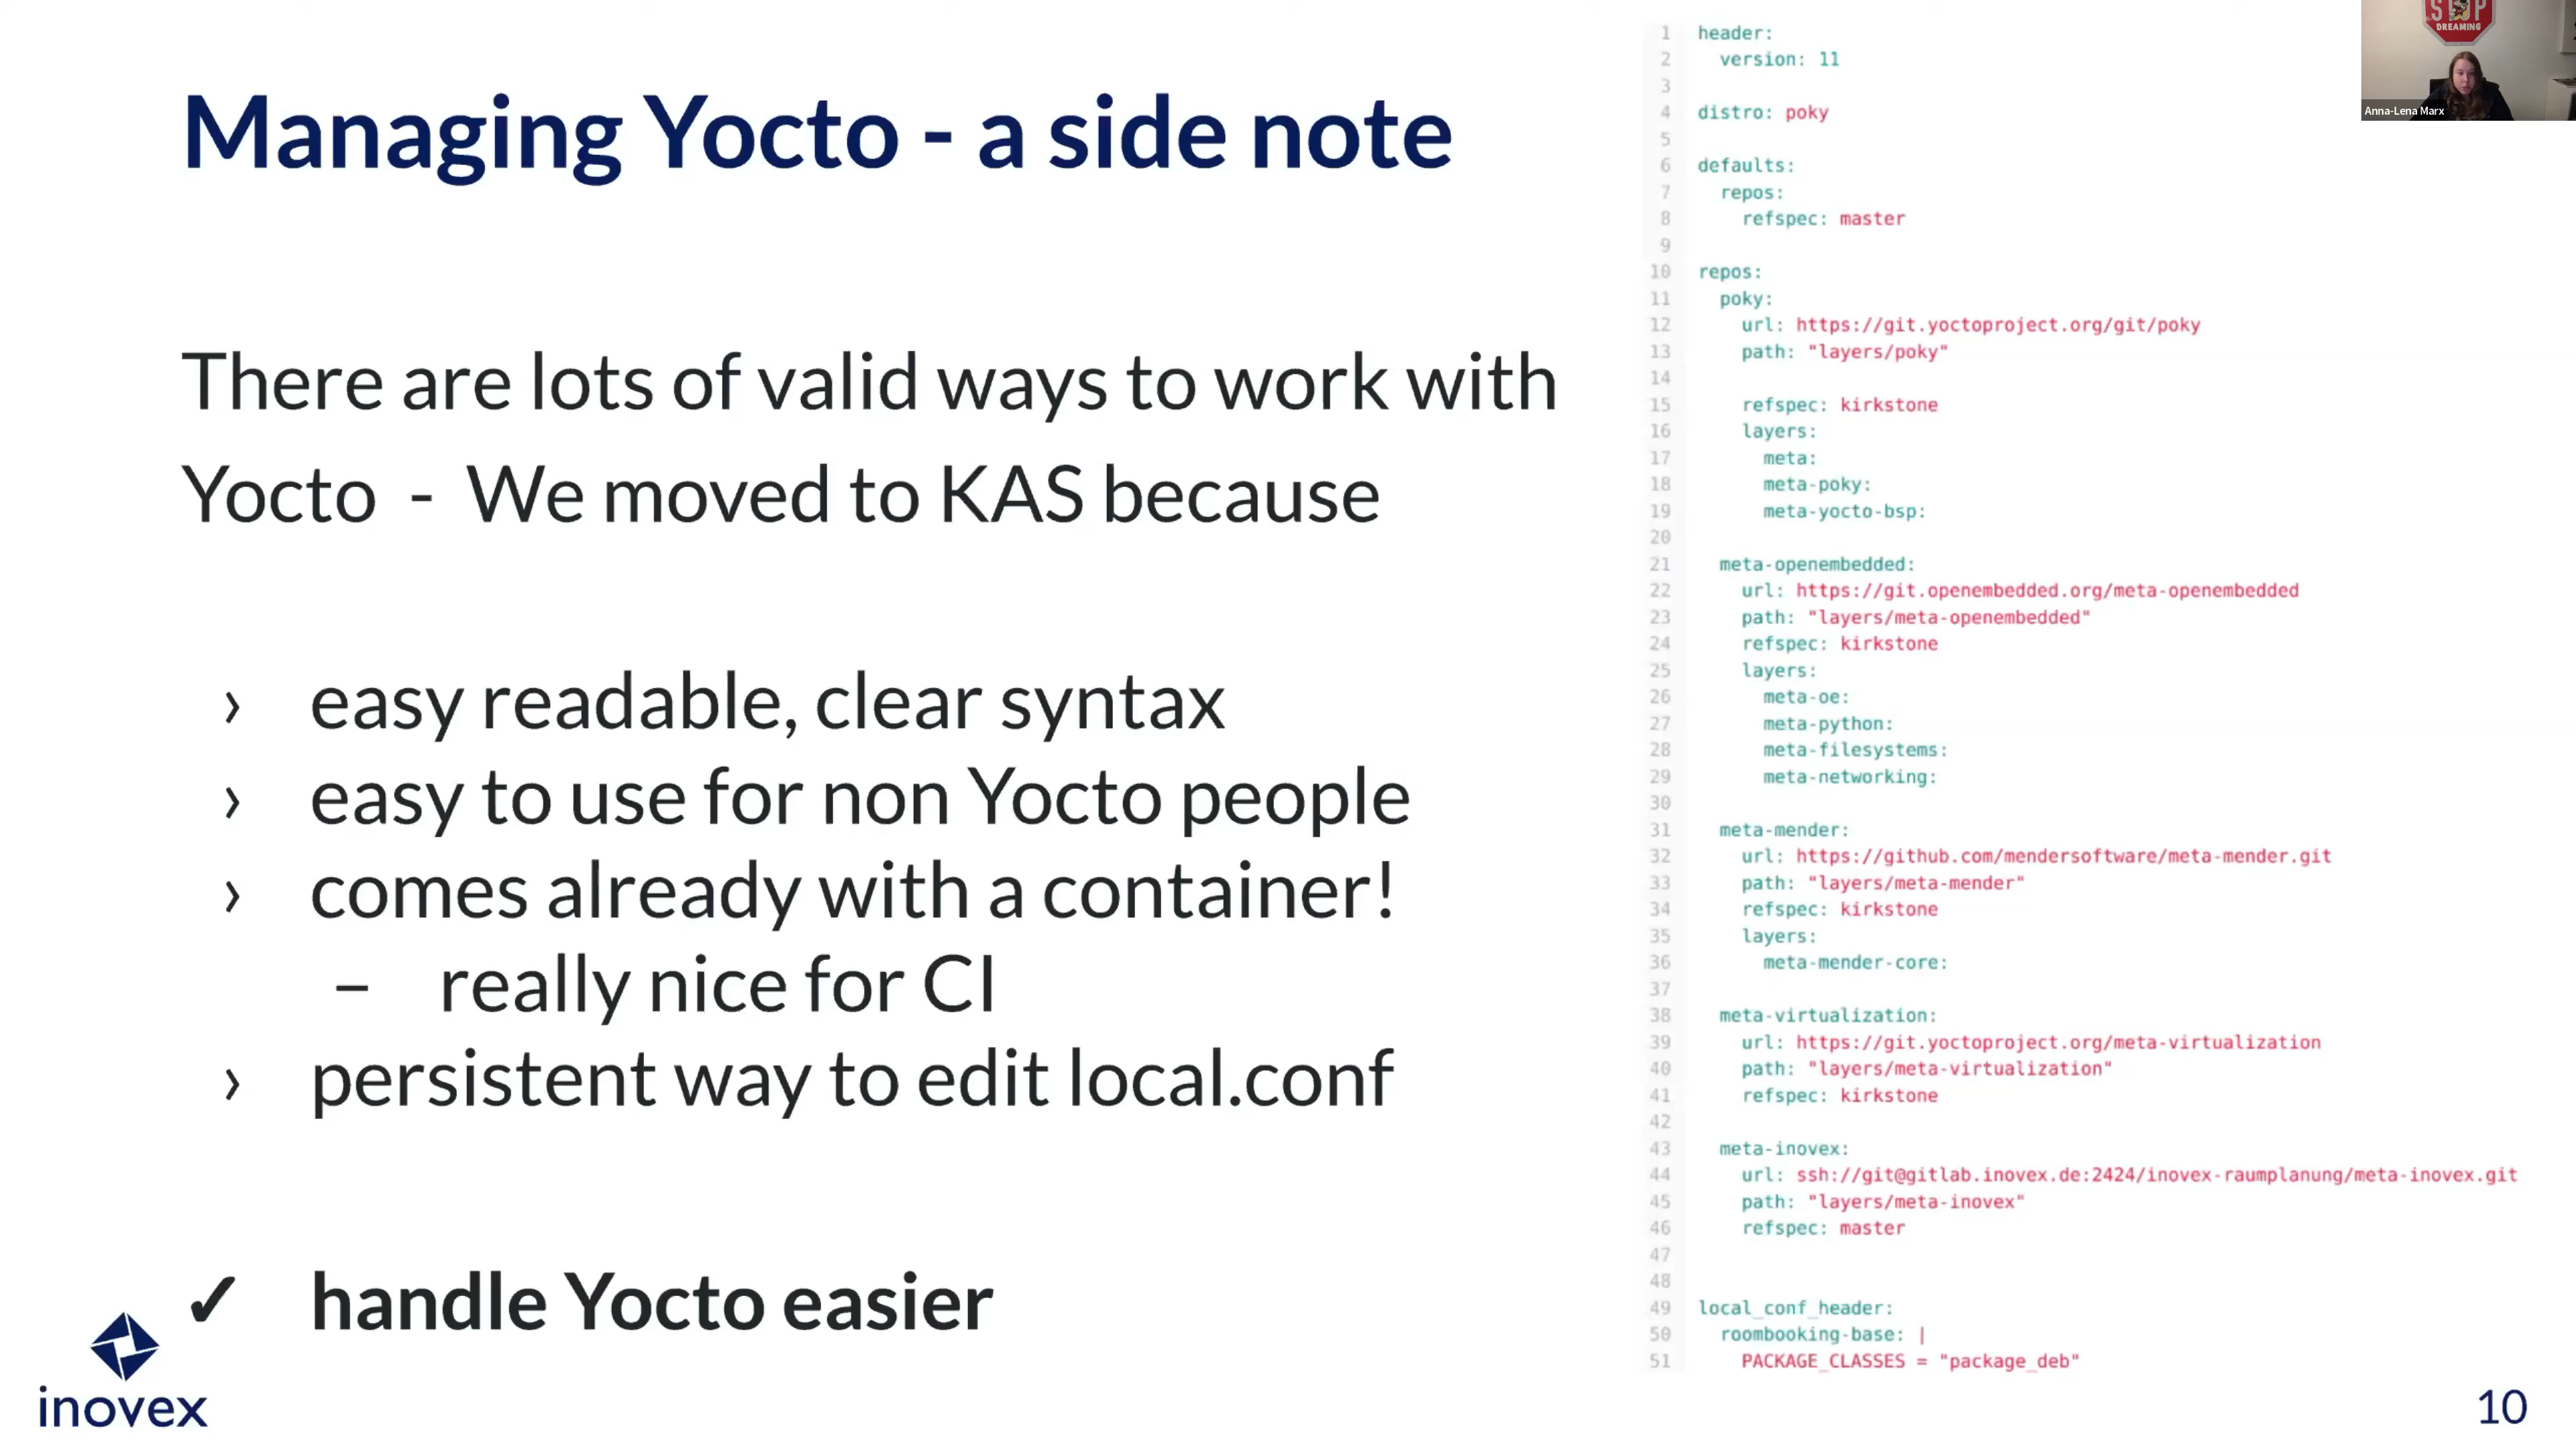 Managing Yocto - a side note
There are lots of valid ways to work with
Yocto - We moved to KAS because
› easy readable, clear syntax
› easy to use for non Yocto people
› comes already with a container!
– really nice for CI
› persistent way to edit local.conf
✓ handle Yocto easier
inovex
1 header:
2   version: 11
3
4 distro: poky
5
6 defaults:
7   repos:
8     refspec: master
9
10 repos:
11   poky:
12     url: https://git.yoctoproject.org/git/poky
13     path: "layers/poky"
14
15     refspec: kirkstone
16     layers:
17       meta:
18       meta-poky:
19       meta-yocto-bsp:
20
21   meta-openembedded:
22     url: https://git.openembedded.org/meta-openembedded
23     path: "layers/meta-openembedded"
24     refspec: kirkstone
25     layers:
26       meta-oe:
27       meta-python:
28       meta-filesystems:
29       meta-networking:
30
31   meta-mender:
32     url: https://github.com/mendersoftware/meta-mender.git
33     path: "layers/meta-mender"
34     refspec: kirkstone
35     layers:
36       meta-mender-core:
37
38   meta-virtualization:
39     url: https://git.yoctoproject.org/meta-virtualization
40     path: "layers/meta-virtualization"
41     refspec: kirkstone
42
43   meta-inovex:
44     url: ssh://git@gitlab.inovex.de:2424/inovex-raumplanung/meta-inovex.git
45     path: "layers/meta-inovex"
46     refspec: master
47
48
49 local_conf_header:
50   roombooking-base: |
51     PACKAGE_CLASSES = "package_deb"
STOP
DREAMING
Anna-Lena Marx
10